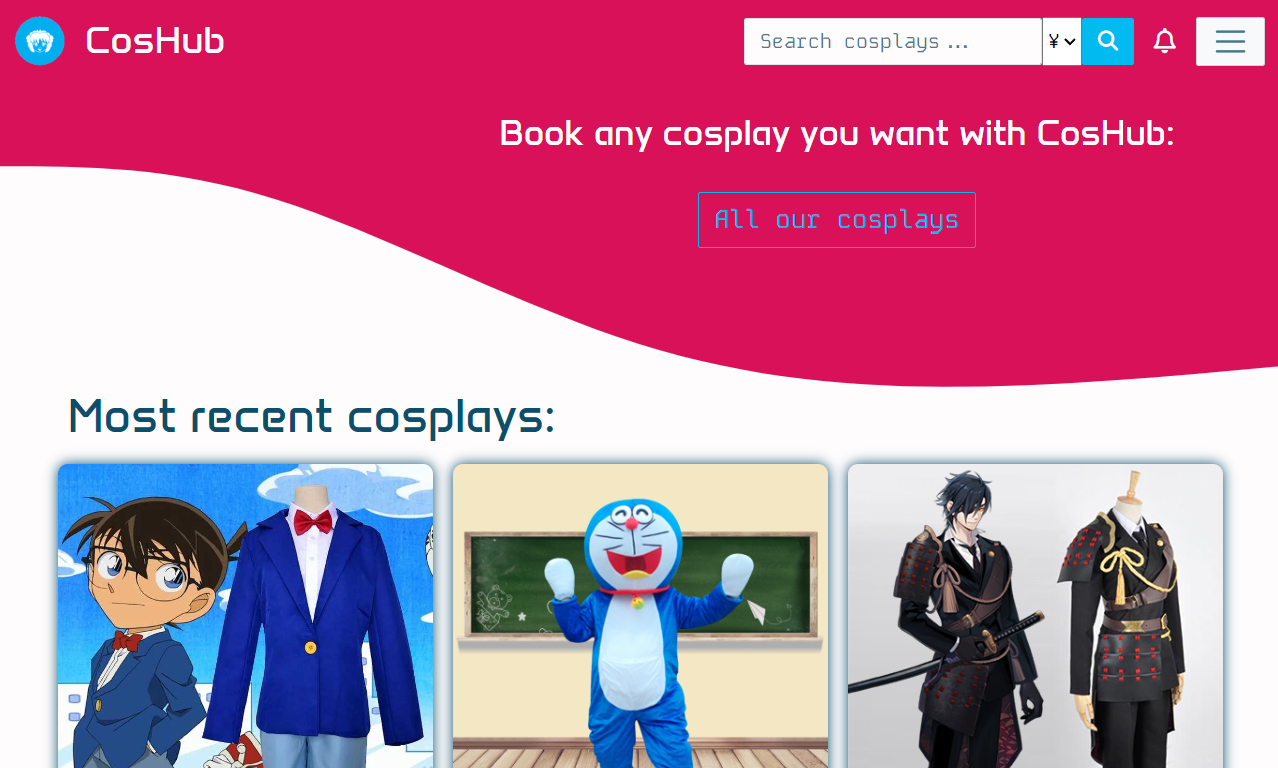 CosHub
Search cosplays ...
¥
Book any cosplay you want with CosHub:
All our cosplays
Most recent cosplays: